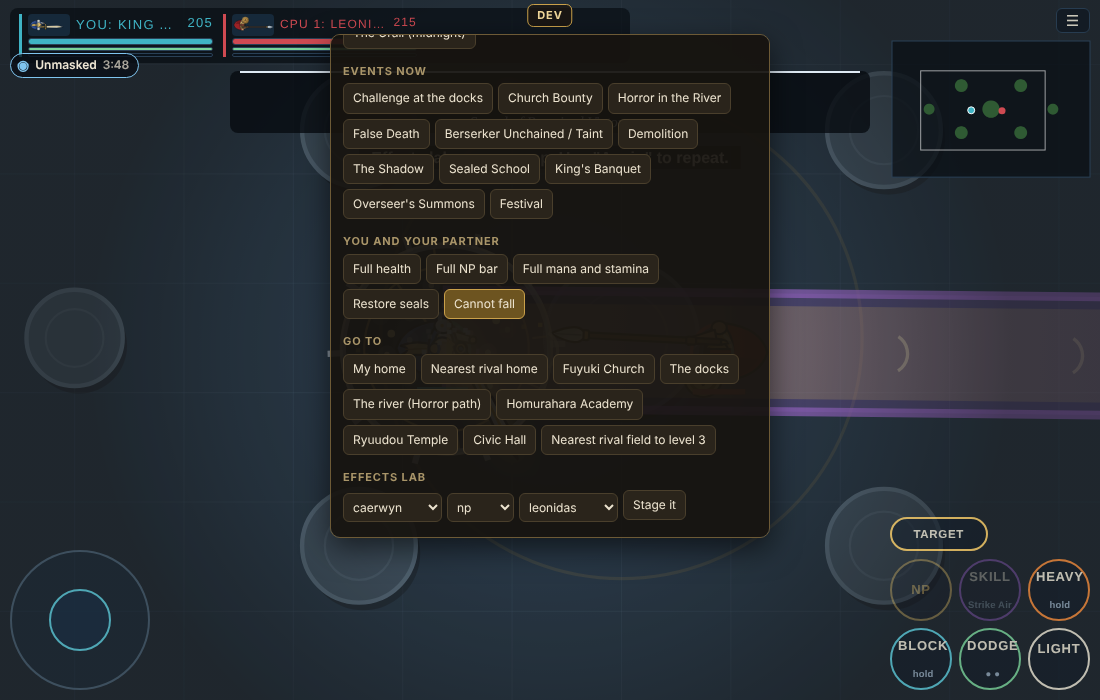 DEV
YOU: KING ... 205
CPU 1: LEONI... 215
Unmasked 3:48
The Grail (midnight)
EVENTS NOW
Challenge at the docks
Church Bounty
Horror in the River
False Death
Berserker Unchained / Taint
Demolition
The Shadow
Sealed School
King's Banquet
to repeat.
Overseer's Summons
Festival
YOU AND YOUR PARTNER
Full health
Full NP bar
Full mana and stamina
Restore seals
Cannot fall
GO TO
My home
Nearest rival home
Fuyuki Church
The docks
The river (Horror path)
Homurahara Academy
Ryuudou Temple
Civic Hall
Nearest rival field to level 3
EFFECTS LAB
caerwyn
np
leonidas
Stage it
TARGET
NP
SKILL
Strike Air
HEAVY
hold
BLOCK
hold
DODGE
LIGHT